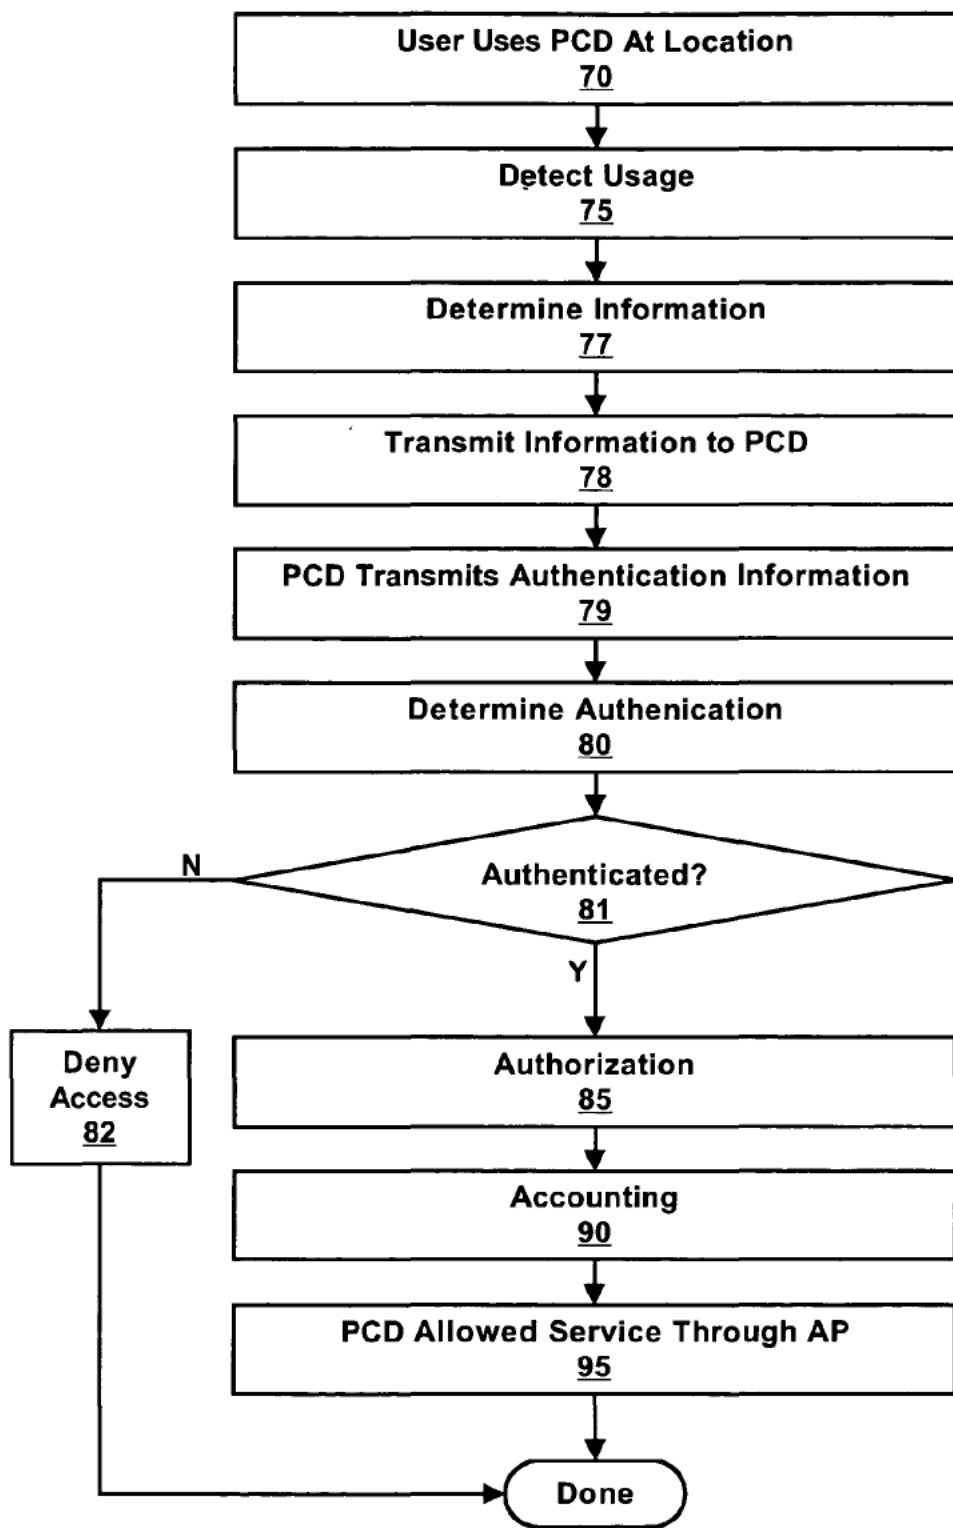 User Uses PCD At Location
70
Detect Usage
75
Determine Information
77
Transmit Information to PCD
78
PCD Transmits Authentication Information
79
Determine Authenication
80
Authenticated?
81
N
Y
Deny
Access
82
Authorization
85
Accounting
90
PCD Allowed Service Through AP
95
Done